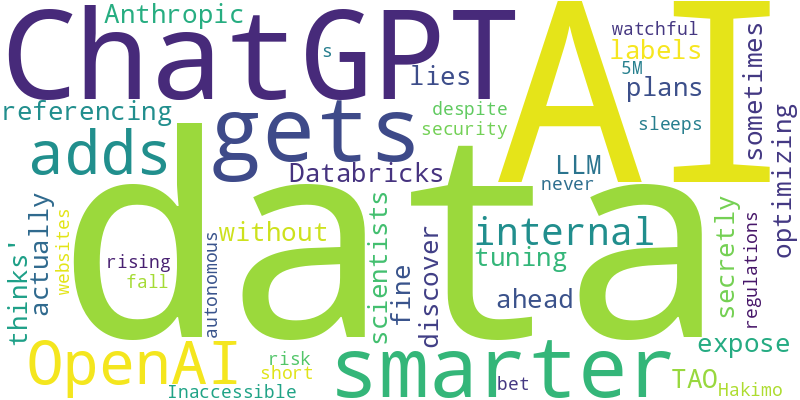 Anthropic
ChatGPT
AI
watchful
labels
sometimes
s
lies
5M
plans
referencing
gets
despite
security
sleeps
optimizing
adds
data
Databricks
LLM
never
actually
websites
without
scientists
internal
secretly
thinks'
rising
fall
autonomous
fine
discover
tuning
ahead
regulations
OpenAI
risk
short
smarter
expose
Inaccessible
bet
TAO
Hakimo